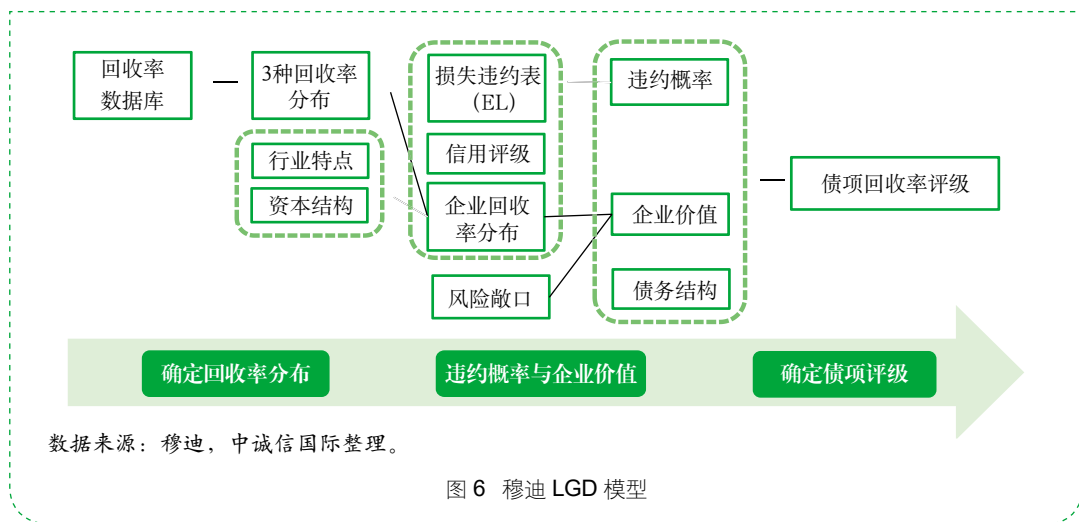 回收率
数据库
3种回收率
分布
行业特点
资本结构
损失违约表
(EL)
信用评级
企业回收
率分布
风险敞口
违约概率
企业价值
债务结构
债项回收率评级
确定回收率分布
违约概率与企业价值
确定债项评级
数据来源：穆迪，中诚信国际整理。
图 6 穆迪 LGD 模型